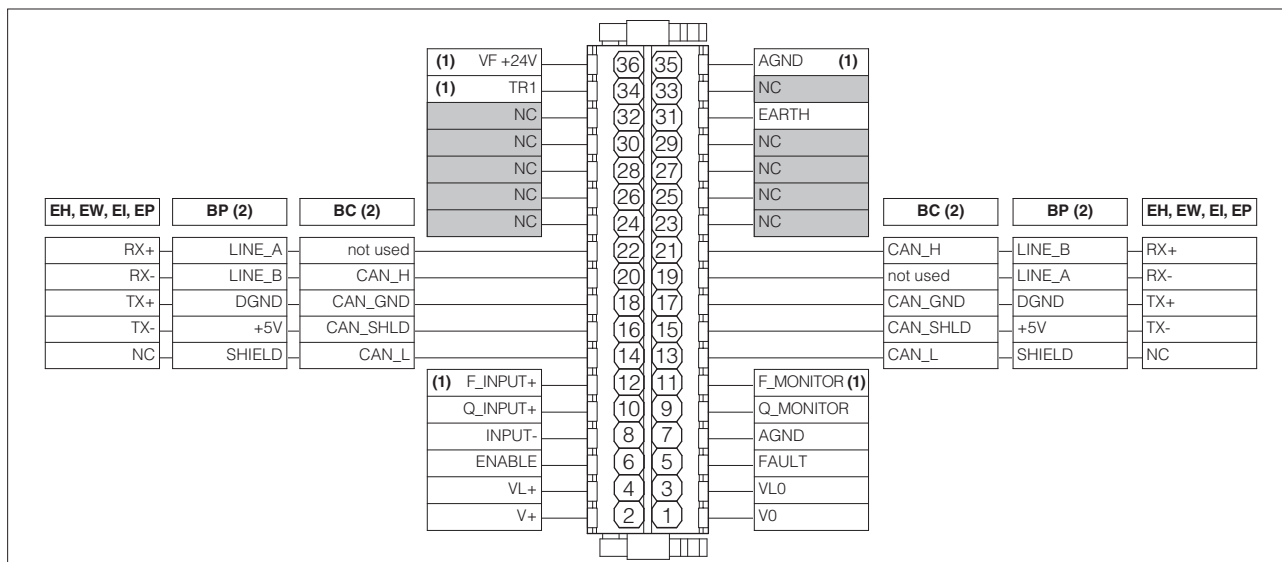 (1) VF +24V 36 35 AGND (1)
(1) TR1 34 33 NC
NC 32 31 EARTH
NC 30 29 NC
NC 28 27 NC
NC 26 25 NC
EH, EW, EI, EP BP (2) BC (2) NC 24 23 NC BC (2) BP (2) EH, EW, EI, EP
RX+ LINE_A not used 22 21 CAN_H LINE_B RX+
RX- LINE_B CAN_H 20 19 not used LINE_A RX-
TX+ DGND CAN_GND 18 17 CAN_GND DGND TX+
TX- +5V CAN_SHLD 16 15 CAN_SHLD +5V TX-
NC SHIELD CAN_L 14 13 CAN_L SHIELD NC
(1) F_INPUT+ 12 11 F_MONITOR (1)
Q_INPUT+ 10 9 Q_MONITOR
INPUT- 8 7 AGND
ENABLE 6 5 FAULT
VL+ 4 3 VL0
V+ 2 1 V0